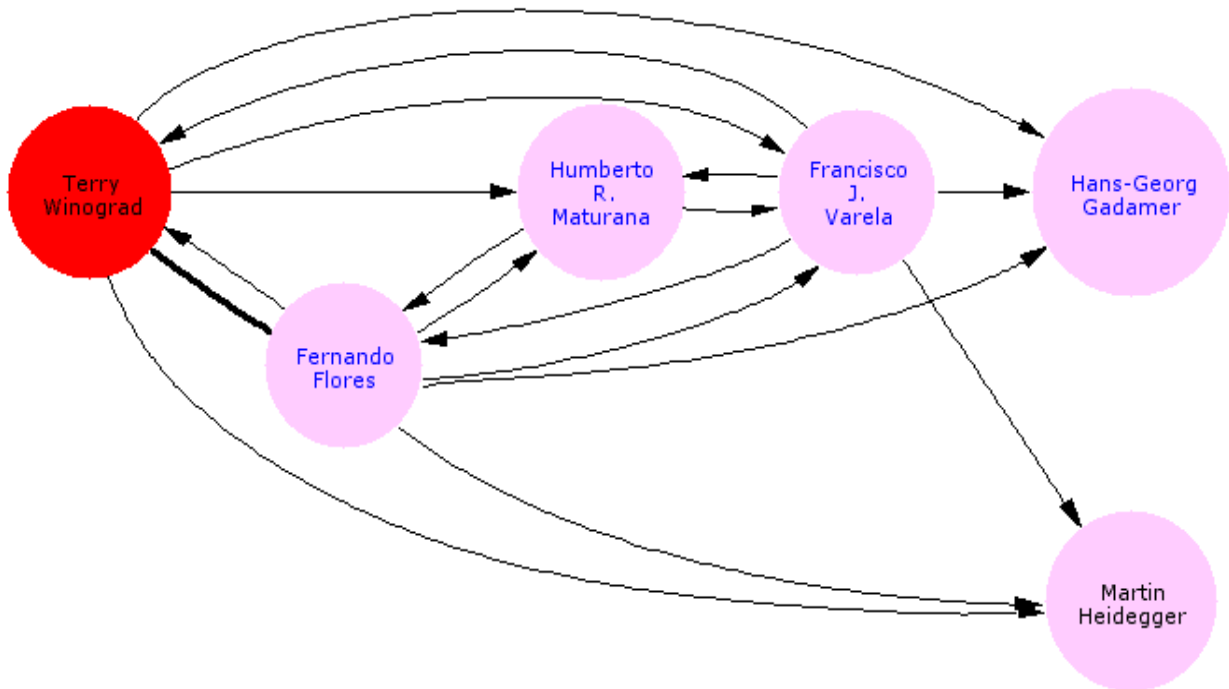 Terry
Winograd
Humberto
R.
Maturana
Francisco
J.
Varela
Hans-Georg
Gadamer
Fernando
Flores
Martin
Heidegger